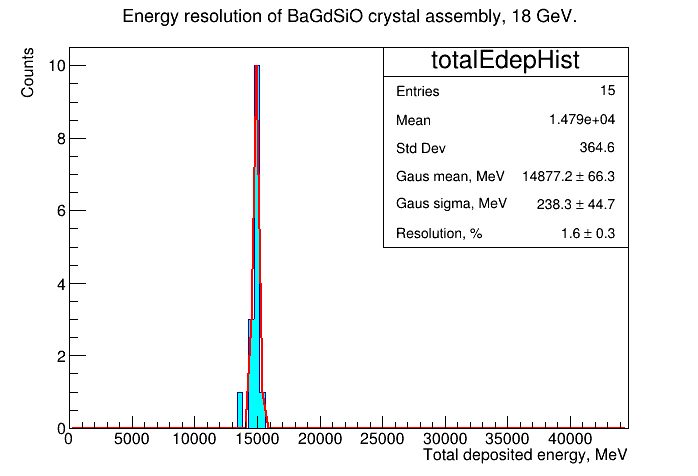 Energy resolution of BaGdSiO crystal assembly, 18 GeV.
Counts
totalEdepHist
Entries 15
Mean 1.479e+04
Std Dev 364.6
Gaus mean, MeV 14877.2 ± 66.3
Gaus sigma, MeV 238.3 ± 44.7
Resolution, % 1.6 ± 0.3
10
8
6
4
2
0
0 5000 10000 15000 20000 25000 30000 35000 40000
Total deposited energy, MeV